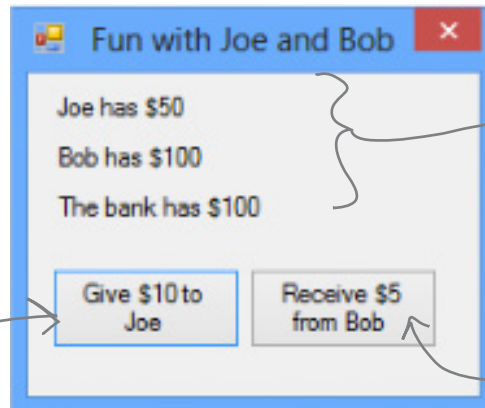 Fun with Joe and Bob
Joe has $50
Bob has $100
The bank has $100
Give $10 to
Joe
Receive $5
from Bob